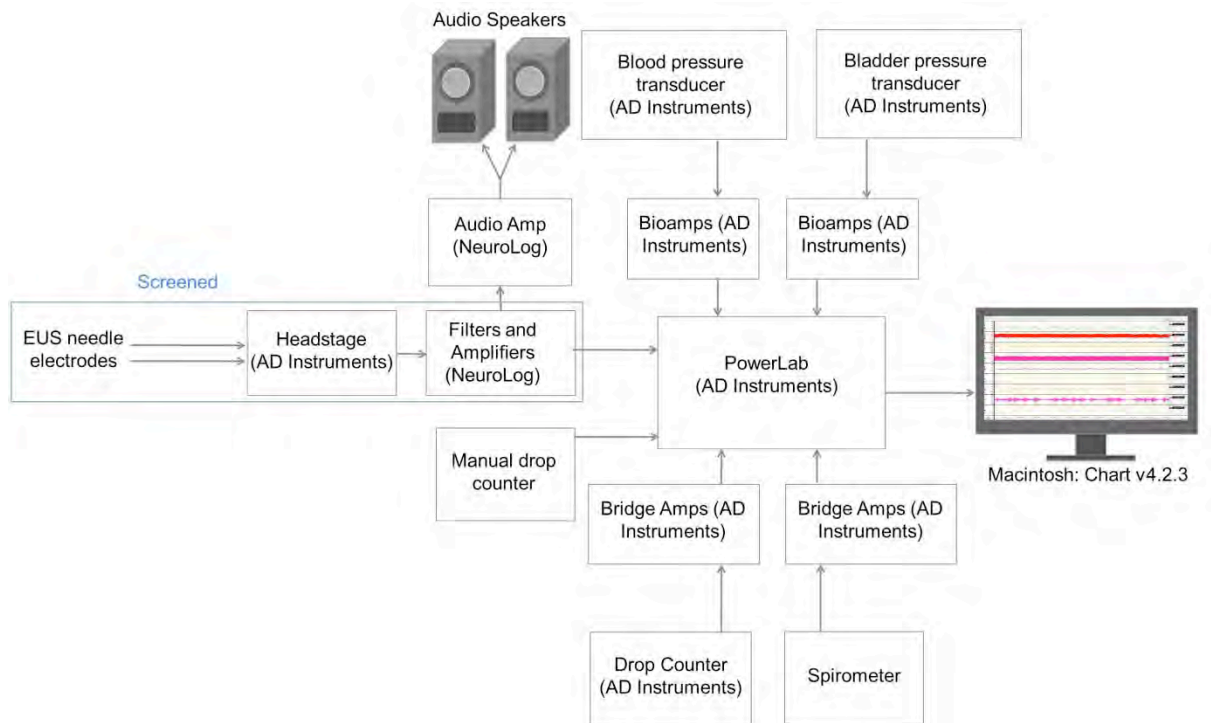 Audio Speakers
Blood pressure
transducer
(AD Instruments)
Bladder pressure
transducer
(AD Instruments)
Audio Amp
(NeuroLog)
Bioamps (AD
Instruments)
Bioamps (AD
Instruments)
Screened
EUS needle
electrodes
Headstage
(AD Instruments)
Filters and
Amplifiers
(NeuroLog)
PowerLab
(AD Instruments)
Macintosh: Chart v4.2.3
Manual drop
counter
Bridge Amps (AD
Instruments)
Bridge Amps (AD
Instruments)
Drop Counter
(AD Instruments)
Spirometer